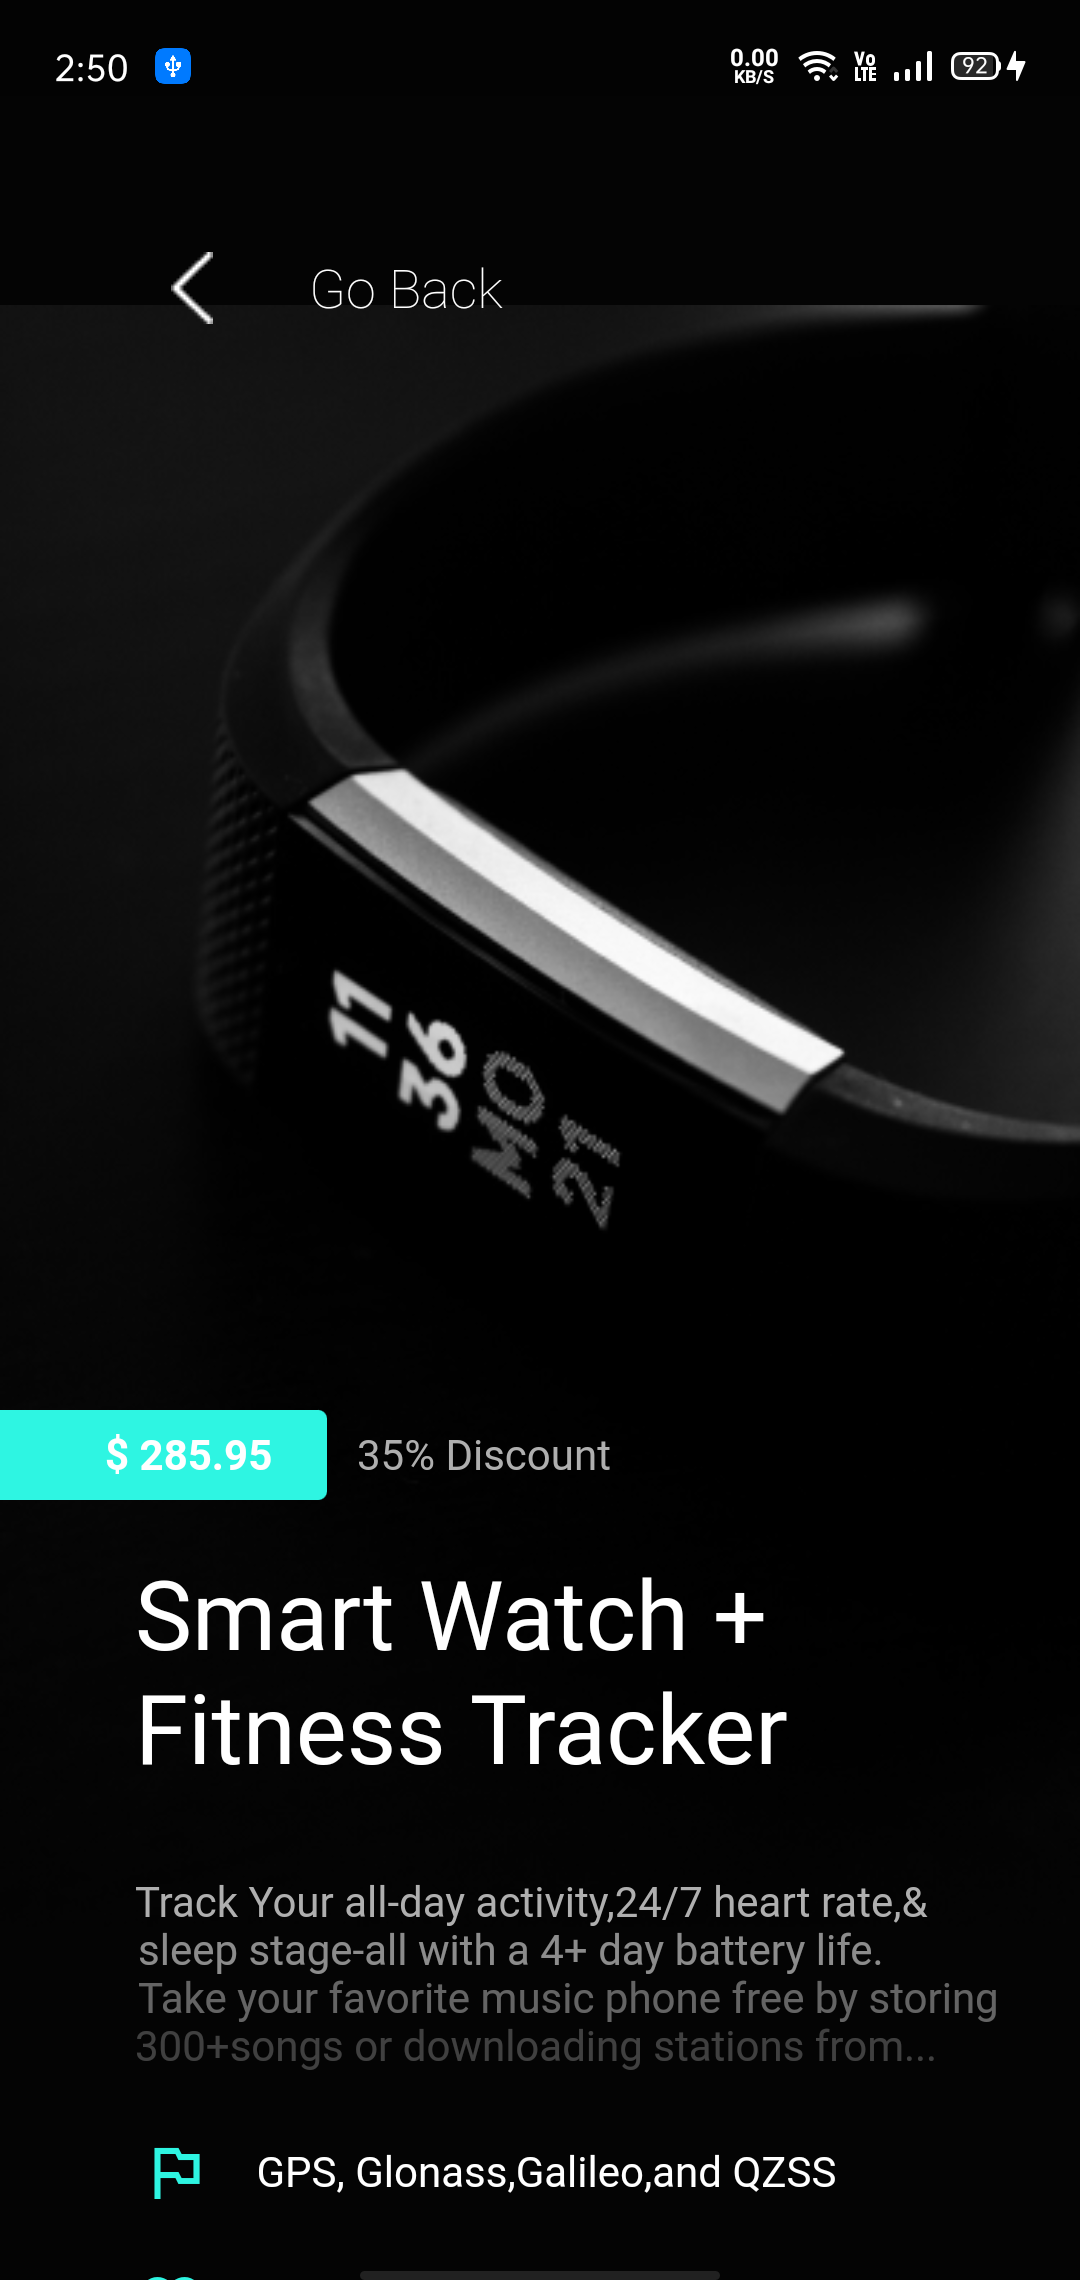 2:50 0.00 KB/S Vo LTE 92
Go Back
11
36
MO
21
$ 285.95 35% Discount
Smart Watch +
Fitness Tracker
Track Your all-day activity,24/7 heart rate,&
sleep stage-all with a 4+ day battery life.
Take your favorite music phone free by storing
300+songs or downloading stations from...
GPS, Glonass,Galileo,and QZSS